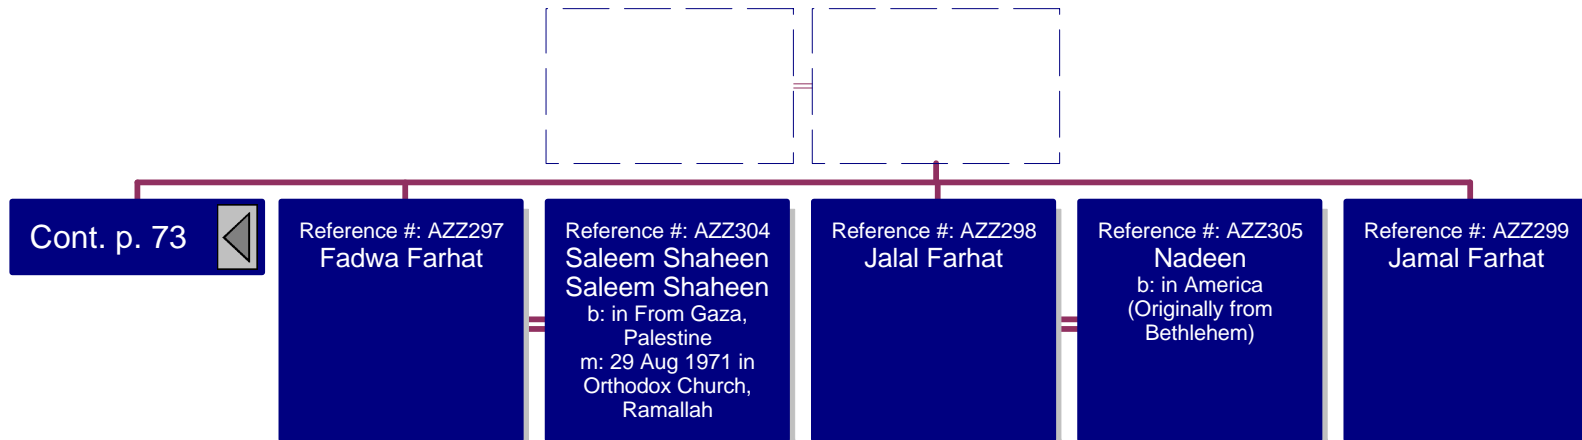 Cont. p. 73
Reference #: AZZ297
Fadwa Farhat
Reference #: AZZ304
Saleem Shaheen
Saleem Shaheen
b: in From Gaza,
Palestine
m: 29 Aug 1971 in
Orthodox Church,
Ramallah
Reference #: AZZ298
Jalal Farhat
Reference #: AZZ305
Nadeen
b: in America
(Originally from
Bethlehem)
Reference #: AZZ299
Jamal Farhat